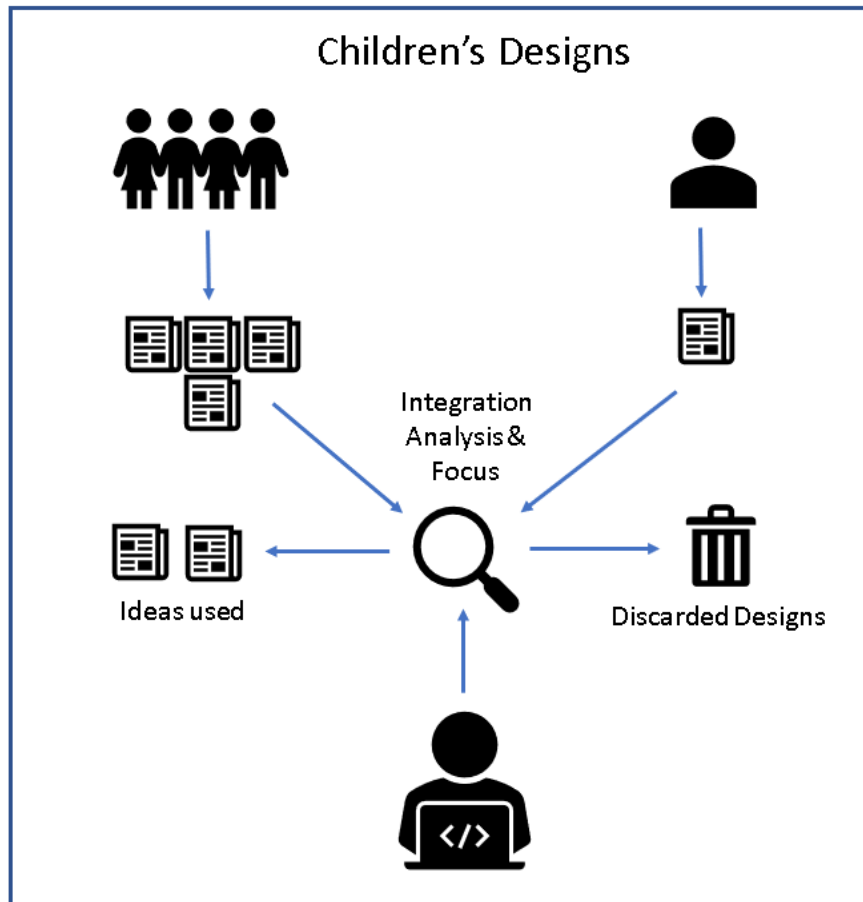 Children's Designs
Integration
Analysis &
Focus
Ideas used
Discarded Designs
</>